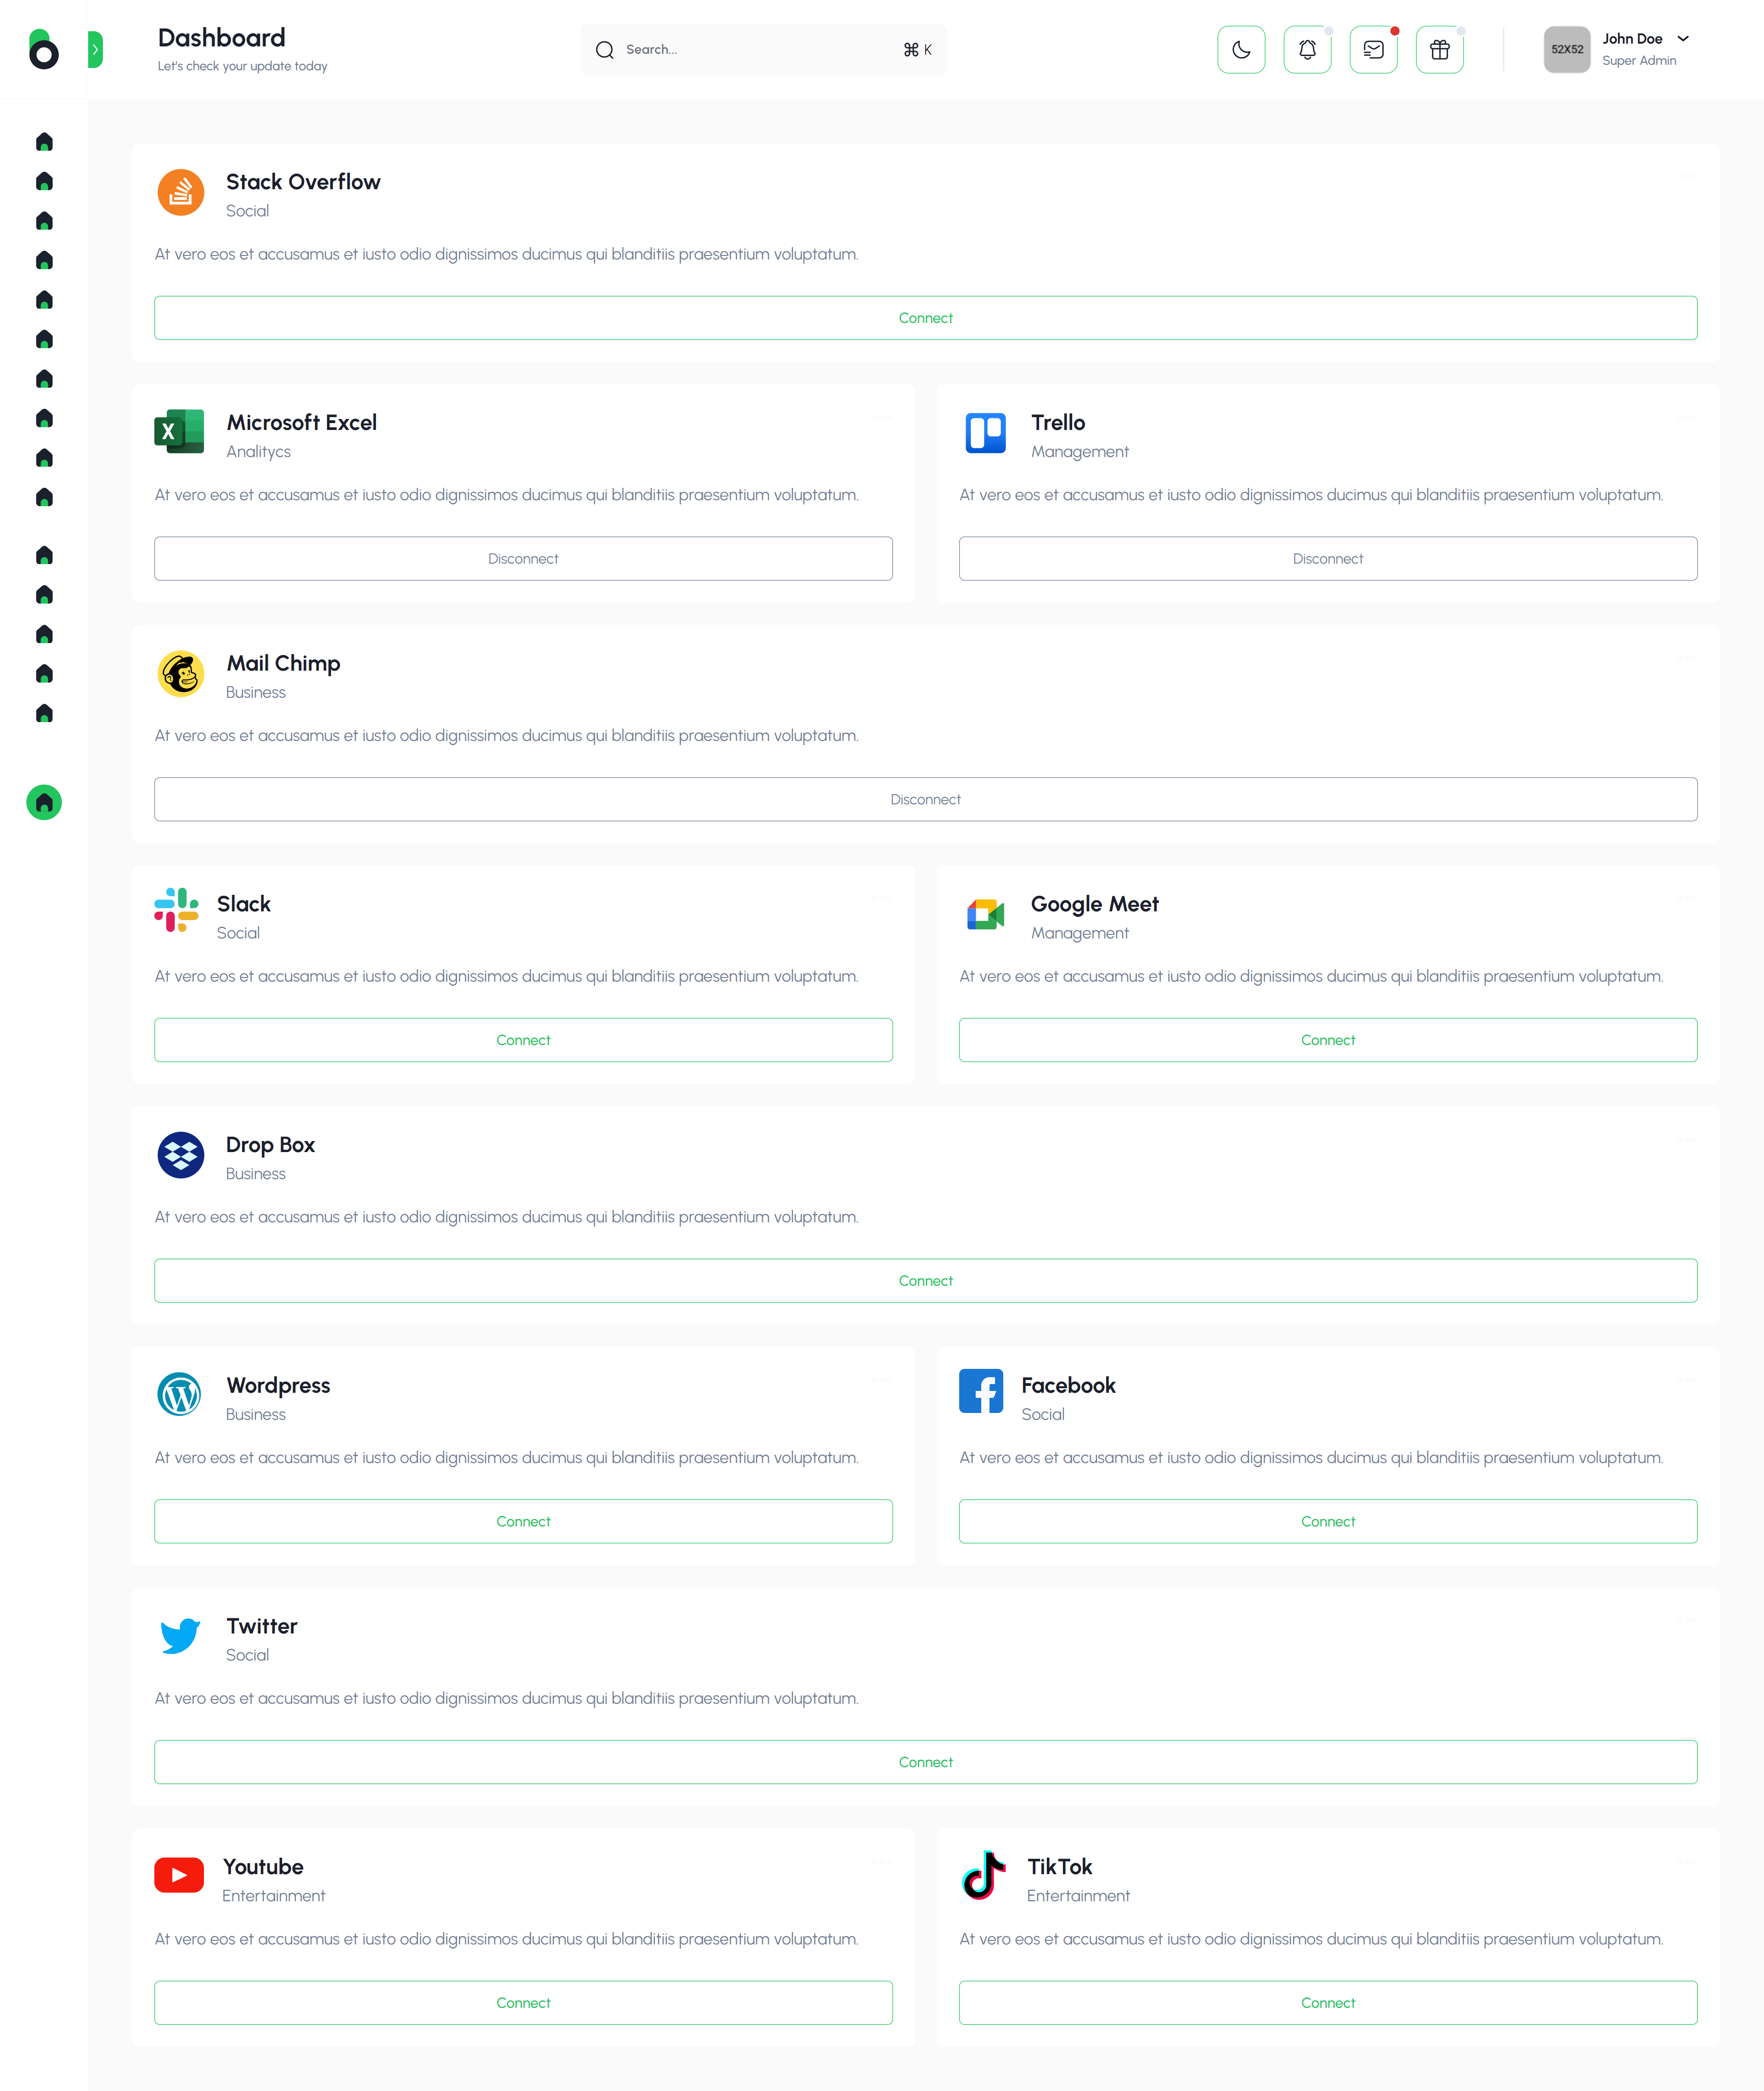 Dashboard
Let's check your update today
Search...
⌘ K
52X52
John Doe
Super Admin
Stack Overflow
Social
At vero eos et accusamus et iusto odio dignissimos ducimus qui blanditiis praesentium voluptatum.
Connect
Microsoft Excel
Analitycs
At vero eos et accusamus et iusto odio dignissimos ducimus qui blanditiis praesentium voluptatum.
Disconnect
Trello
Management
At vero eos et accusamus et iusto odio dignissimos ducimus qui blanditiis praesentium voluptatum.
Disconnect
Mail Chimp
Business
At vero eos et accusamus et iusto odio dignissimos ducimus qui blanditiis praesentium voluptatum.
Disconnect
Slack
Social
At vero eos et accusamus et iusto odio dignissimos ducimus qui blanditiis praesentium voluptatum.
Connect
Google Meet
Management
At vero eos et accusamus et iusto odio dignissimos ducimus qui blanditiis praesentium voluptatum.
Connect
Drop Box
Business
At vero eos et accusamus et iusto odio dignissimos ducimus qui blanditiis praesentium voluptatum.
Connect
Wordpress
Business
At vero eos et accusamus et iusto odio dignissimos ducimus qui blanditiis praesentium voluptatum.
Connect
Facebook
Social
At vero eos et accusamus et iusto odio dignissimos ducimus qui blanditiis praesentium voluptatum.
Connect
Twitter
Social
At vero eos et accusamus et iusto odio dignissimos ducimus qui blanditiis praesentium voluptatum.
Connect
Youtube
Entertainment
At vero eos et accusamus et iusto odio dignissimos ducimus qui blanditiis praesentium voluptatum.
Connect
TikTok
Entertainment
At vero eos et accusamus et iusto odio dignissimos ducimus qui blanditiis praesentium voluptatum.
Connect